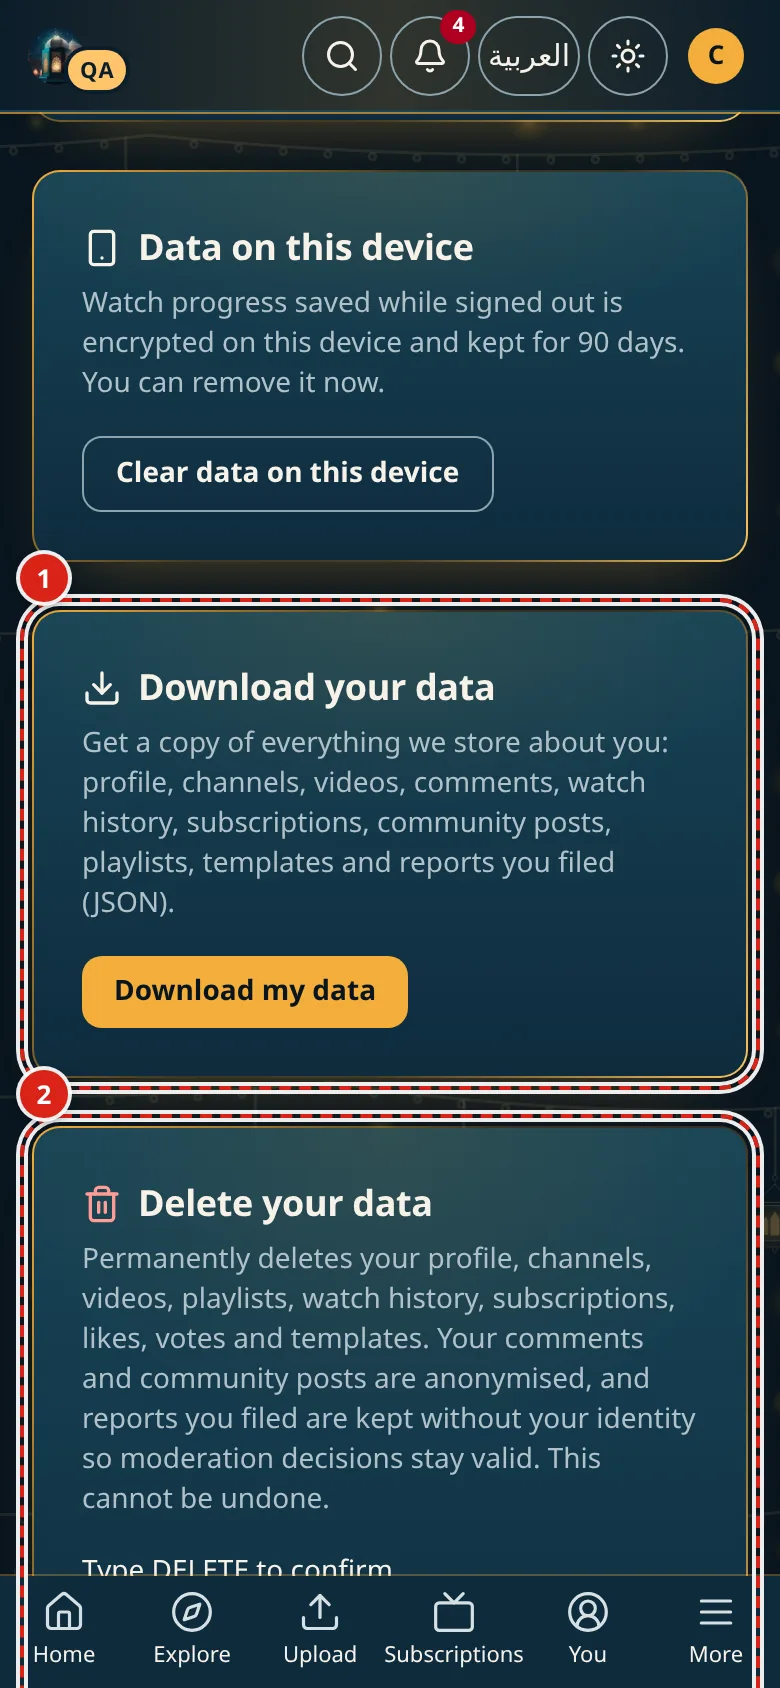 QA
4
العربية
C
Data on this device
Watch progress saved while signed out is
encrypted on this device and kept for 90 days.
You can remove it now.
Clear data on this device
1
Download your data
Get a copy of everything we store about you:
profile, channels, videos, comments, watch
history, subscriptions, community posts,
playlists, templates and reports you filed
(JSON).
Download my data
2
Delete your data
Permanently deletes your profile, channels,
videos, playlists, watch history, subscriptions,
likes, votes and templates. Your comments
and community posts are anonymised, and
reports you filed are kept without your identity
so moderation decisions stay valid. This
cannot be undone.
Type DELETE to confirm
Home
Explore
Upload
Subscriptions
You
More